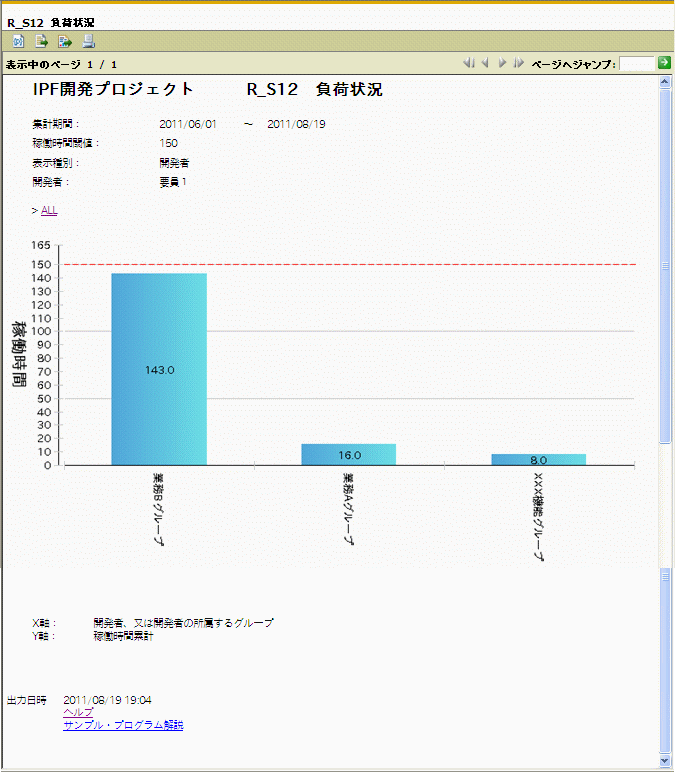 R_S12 負荷状況
表示中のページ 1 / 1 ページへジャンプ:
IPF開発プロジェクト R_S12 負荷状況
集計期間： 2011/06/01 ～ 2011/08/19
稼働時間閾値： 150
表示種別： 開発者
開発者： 要員１
> ALL
165
150
140
130
120
110
100
90
80
70
60
50
40
30
20
10
0
稼働時間
143.0
16.0
8.0
業務Bグループ
業務Aグループ
XXX機能グループ
X軸： 開発者、又は開発者の所属するグループ
Y軸： 稼働時間累計
出力日時 2011/08/19 19:04
ヘルプ
サンプル・プログラム解説